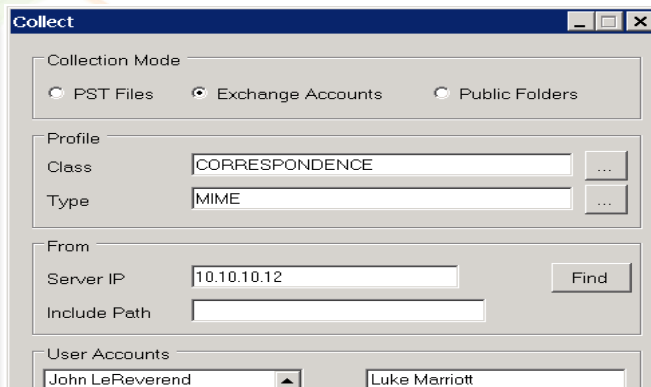 Collect
Collection Mode
PST Files Exchange Accounts Public Folders
Profile
Class CORRESPONDENCE ...
Type MIME ...
From
Server IP 10.10.10.12 Find
Include Path
User Accounts
John LeReverend Luke Marriott